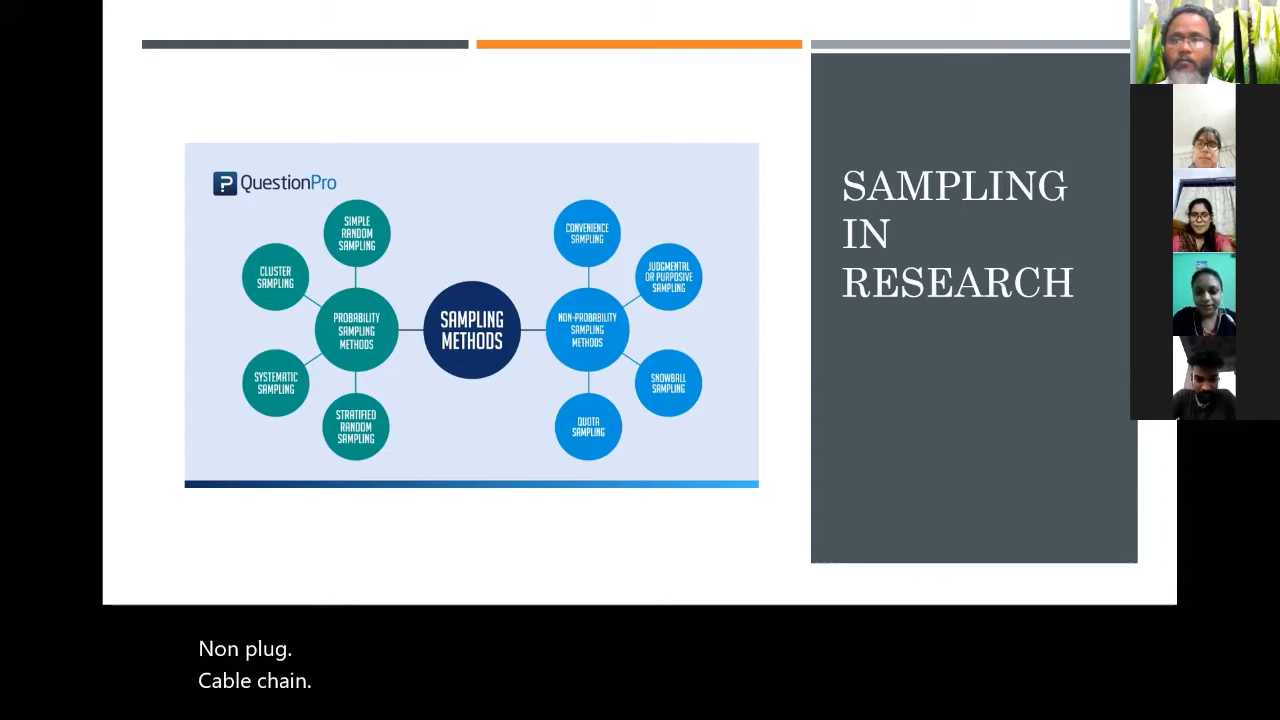 QuestionPro
SIMPLE
RANDOM
SAMPLING
CLUSTER
SAMPLING
PROBABILITY
SAMPLING
METHODS
SYSTEMATIC
SAMPLING
STRATIFIED
RANDOM
SAMPLING
SAMPLING
METHODS
CONVENIENCE
SAMPLING
JUDGMENTAL
OR PURPOSIVE
SAMPLING
NON-PROBABILITY
SAMPLING
METHODS
SNOWBALL
SAMPLING
QUOTA
SAMPLING
SAMPLING
IN
RESEARCH
Non plug.
Cable chain.